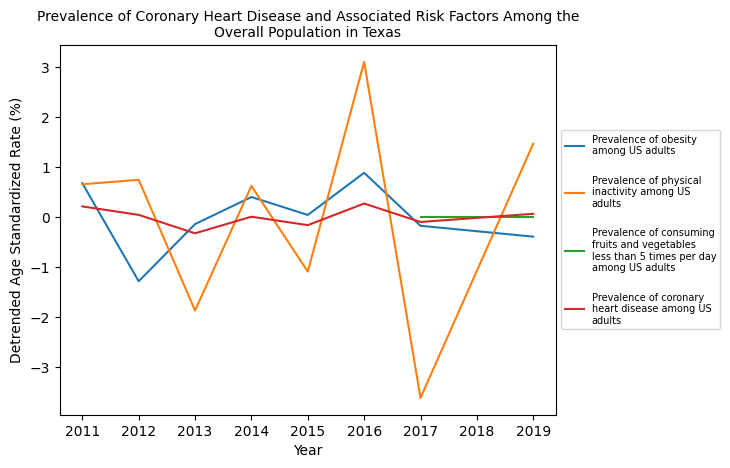 Prevalence of Coronary Heart Disease and Associated Risk Factors Among the
Overall Population in Texas
Detrended Age Standardized Rate (%)
3
2
1
0
−1
−2
−3
2011 2012 2013 2014 2015 2016 2017 2018 2019
Year
Prevalence of obesity
among US adults
Prevalence of physical
inactivity among US
adults
Prevalence of consuming
fruits and vegetables
less than 5 times per day
among US adults
Prevalence of coronary
heart disease among US
adults